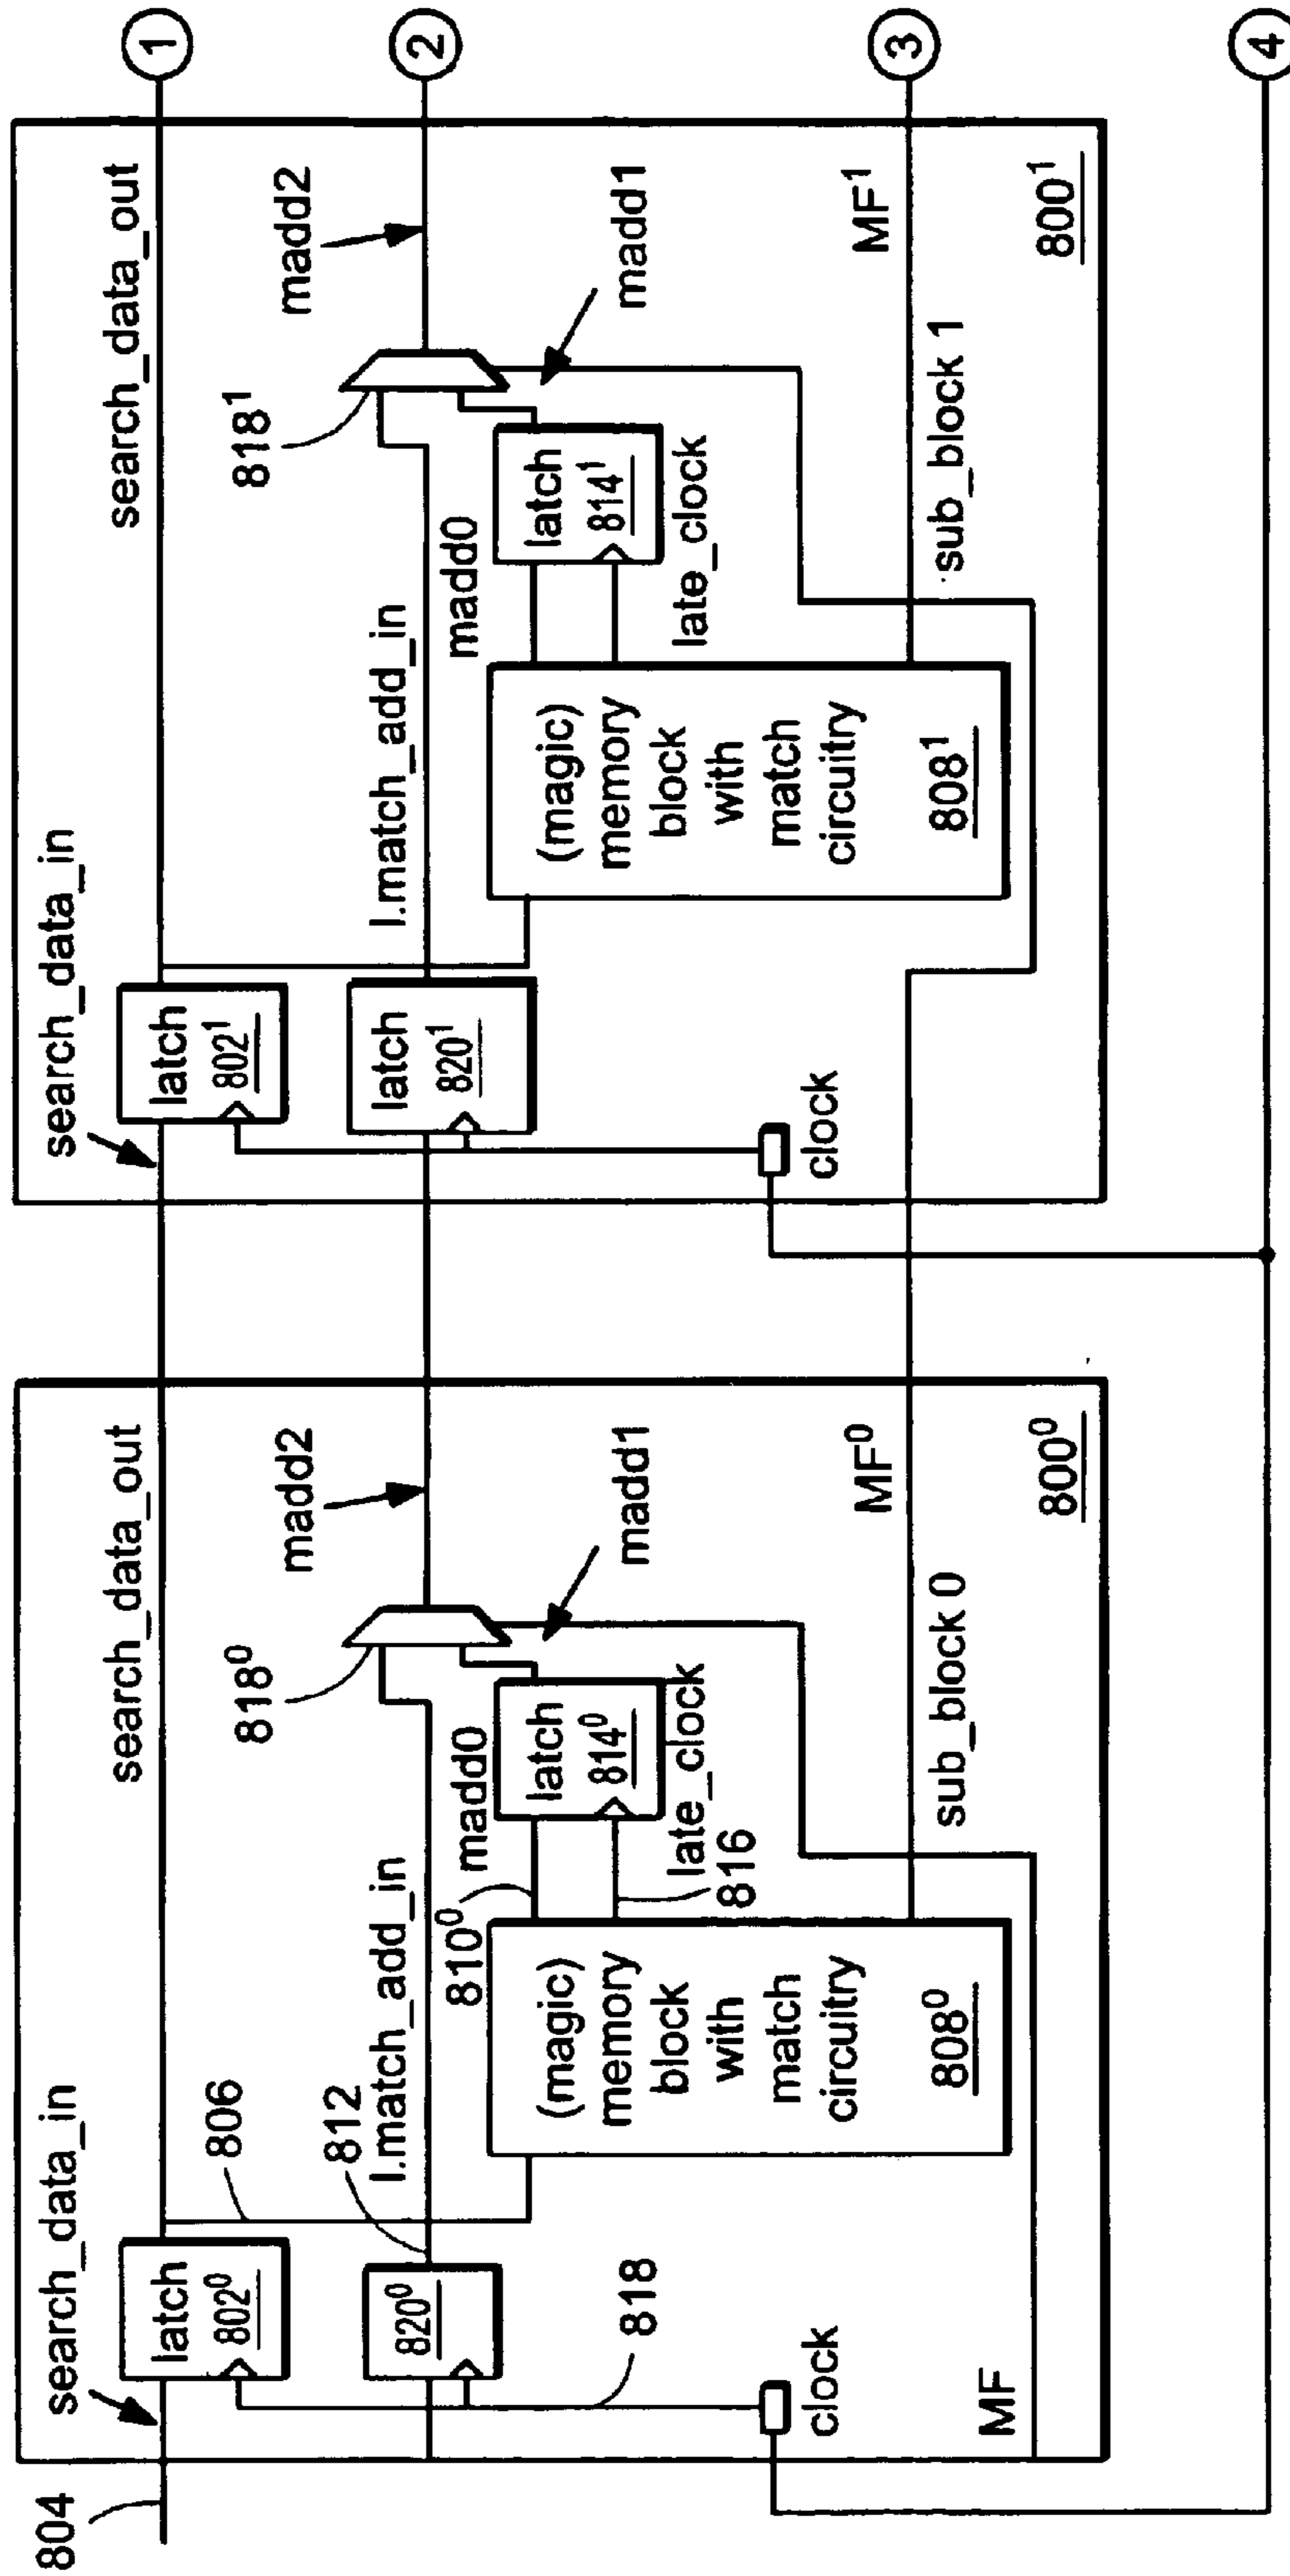 804
search_data_in
latch
802⁰
806
search_data_out
820⁰
812
l.match_add_in
818⁰
madd2
810⁰
madd0
latch
814⁰
madd1
late_clock
816
(magic)
memory
block
with
match
circuitry
808⁰
818
clock
MF
sub_block 0
MF⁰
800⁰
search_data_in
latch
802¹
search_data_out
latch
820¹
l.match_add_in
818¹
madd2
madd0
latch
814¹
madd1
late_clock
(magic)
memory
block
with
match
circuitry
808¹
clock
sub_block 1
MF¹
800¹
1
2
3
4